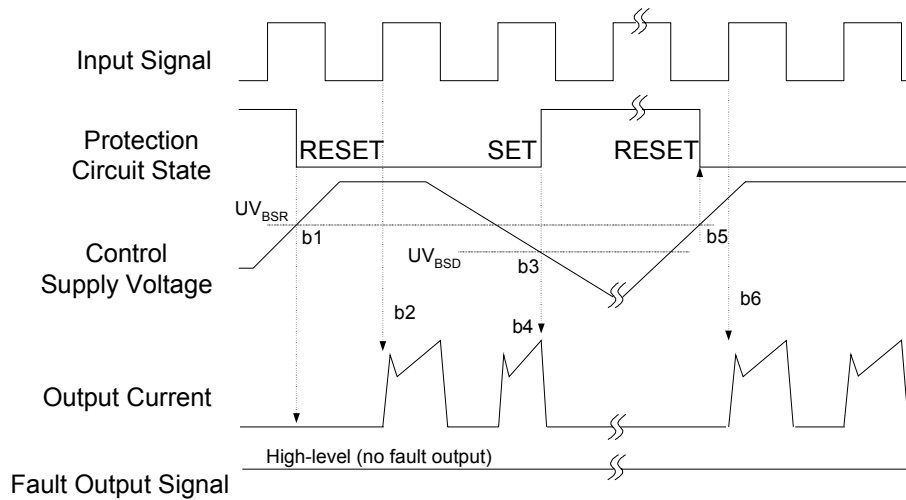 Input Signal
Protection
Circuit State
RESET
SET
RESET
UVBSR
b1
b5
Control
Supply Voltage
UVBSD
b3
b2
b4
b6
Output Current
High-level (no fault output)
Fault Output Signal